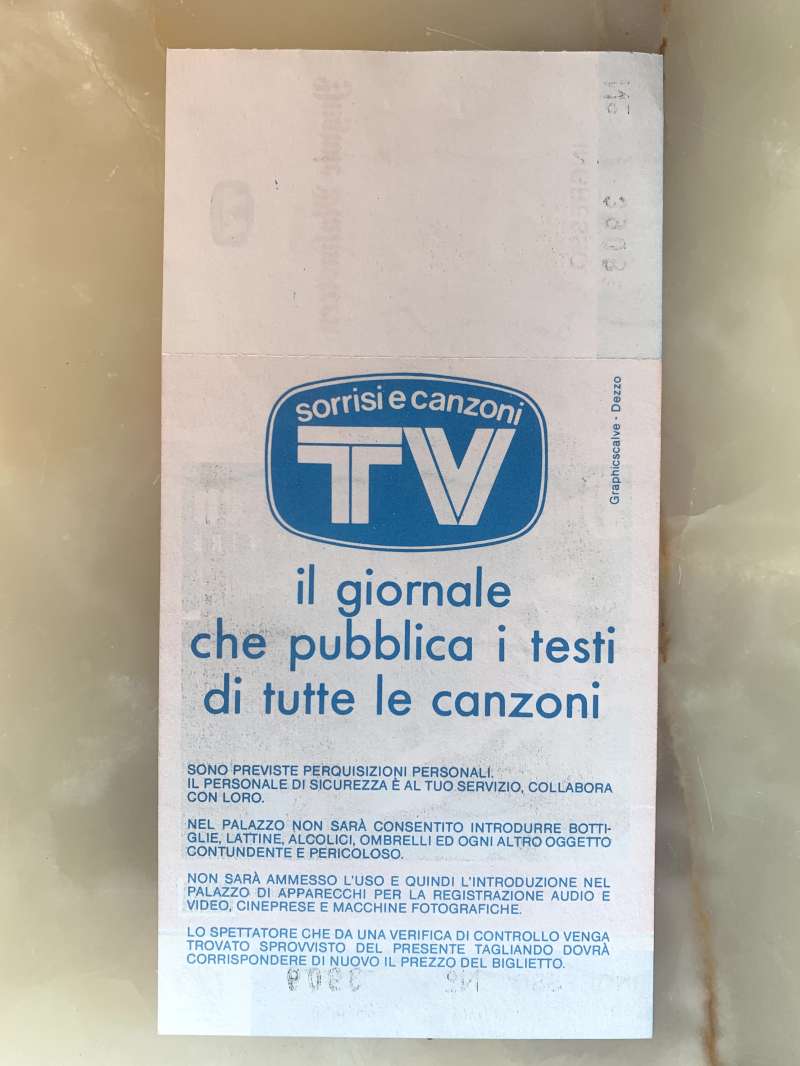 sorrisi e canzoni
TV
Graphicscalve - Dezzo
il giornale
che pubblica i testi
di tutte le canzoni
SONO PREVISTE PERQUISIZIONI PERSONALI.
IL PERSONALE DI SICUREZZA È AL TUO SERVIZIO, COLLABORA
CON LORO.
NEL PALAZZO NON SARÀ CONSENTITO INTRODURRE BOTTI-
GLIE, LATTINE, ALCOLICI, OMBRELLI ED OGNI ALTRO OGGETTO
CONTUNDENTE E PERICOLOSO.
NON SARÀ AMMESSO L'USO E QUINDI L'INTRODUZIONE NEL
PALAZZO DI APPARECCHI PER LA REGISTRAZIONE AUDIO E
VIDEO, CINEPRESE E MACCHINE FOTOGRAFICHE.
LO SPETTATORE CHE DA UNA VERIFICA DI CONTROLLO VENGA
TROVATO SPROVVISTO DEL PRESENTE TAGLIANDO DOVRÀ
CORRISPONDERE DI NUOVO IL PREZZO DEL BIGLIETTO.